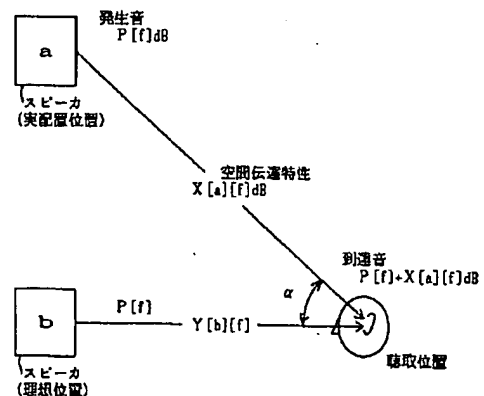 発生音
P[f]dB
a
スピーカ
(実配置位置)
空間伝達特性
X[a][f]dB
到達音
P[f]+X[a][f]dB
α
b
P[f]
Y[b][f]
聴取位置
スピーカ
(理想位置)